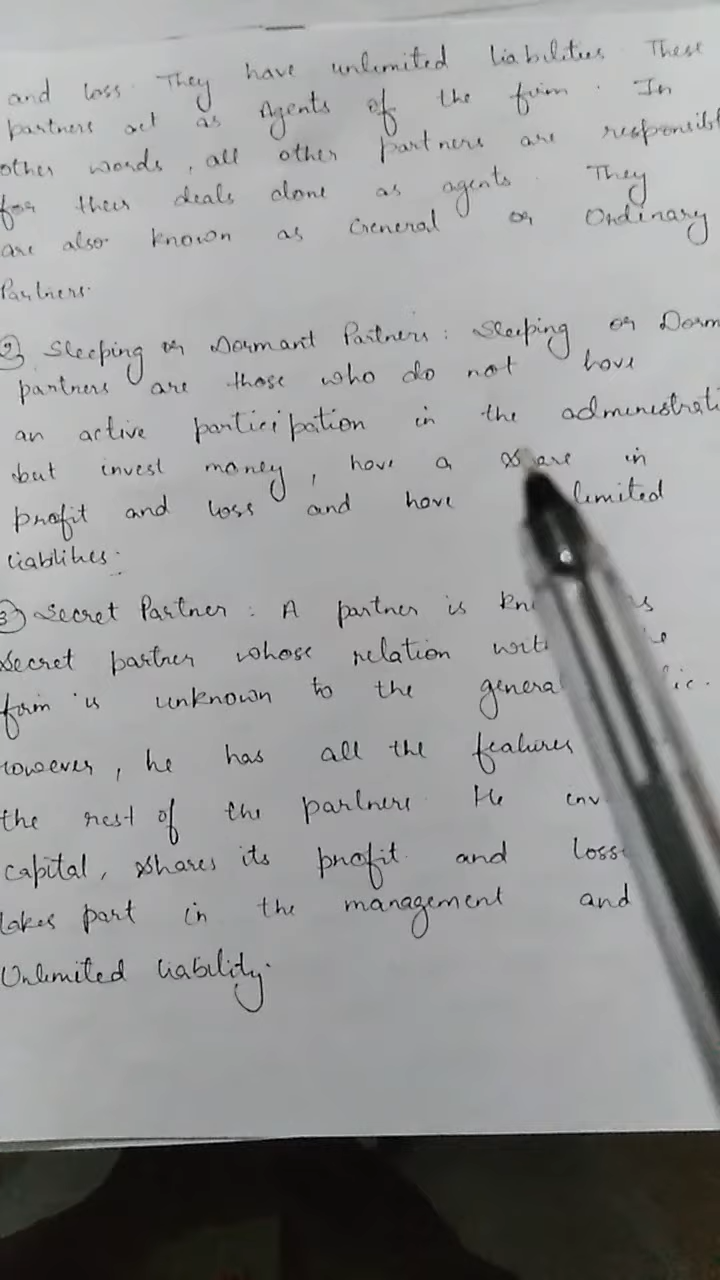 and loss. They have unlimited liabilities These
partners act as Agents of the firm. In
other words, all other partners are
for their deals done as agents. They
are also known as General or Ordinary
Partners.
2) Sleeping or Dormant Partners: Sleeping or
partners are those who do not have
an active participation in the
but invest money, have a share in
profit and loss and have limited
liabilities.
3) Secret Partner: A partner is
Secret partner whose relation
firm is unknown to the
However, he has all the features
the rest of the partners He
capital, shares its profit and
takes part in the management and
Unlimited liability.